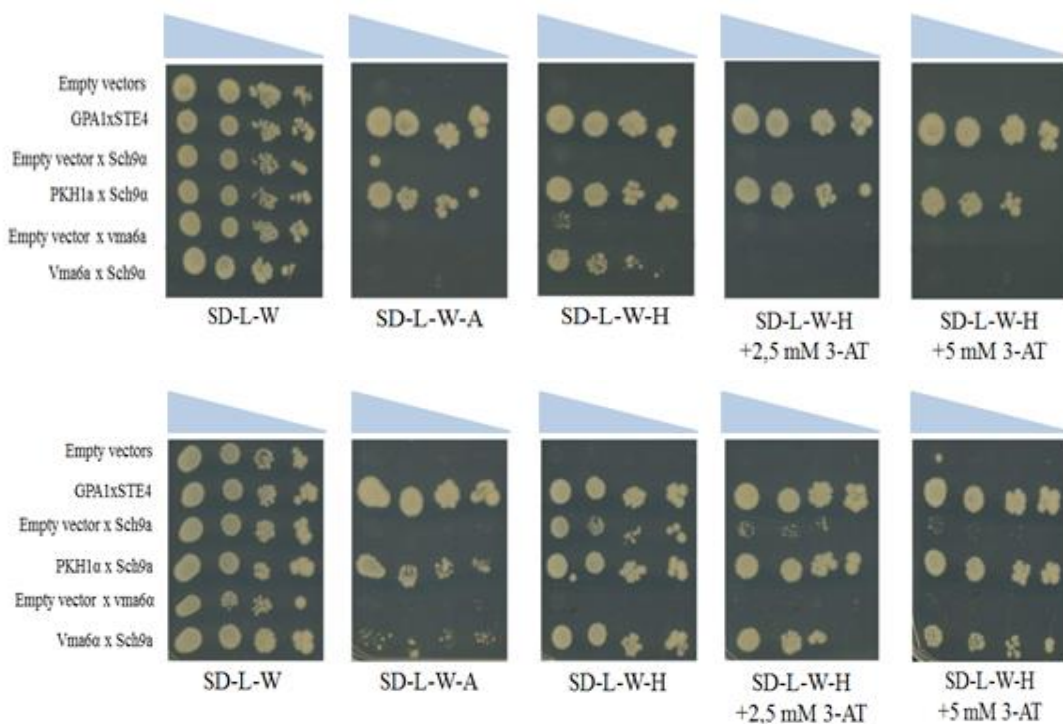 Empty vectors
GPA1xSTE4
Empty vector x Sch9α
PKH1a x Sch9α
Empty vector x vma6a
Vma6a x Sch9α
SD-L-W
SD-L-W-A
SD-L-W-H
SD-L-W-H
+2,5 mM 3-AT
SD-L-W-H
+5 mM 3-AT
Empty vectors
GPA1xSTE4
Empty vector x Sch9a
PKH1α x Sch9a
Empty vector x vma6α
Vma6α x Sch9a
SD-L-W
SD-L-W-A
SD-L-W-H
SD-L-W-H
+2,5 mM 3-AT
SD-L-W-H
+5 mM 3-AT